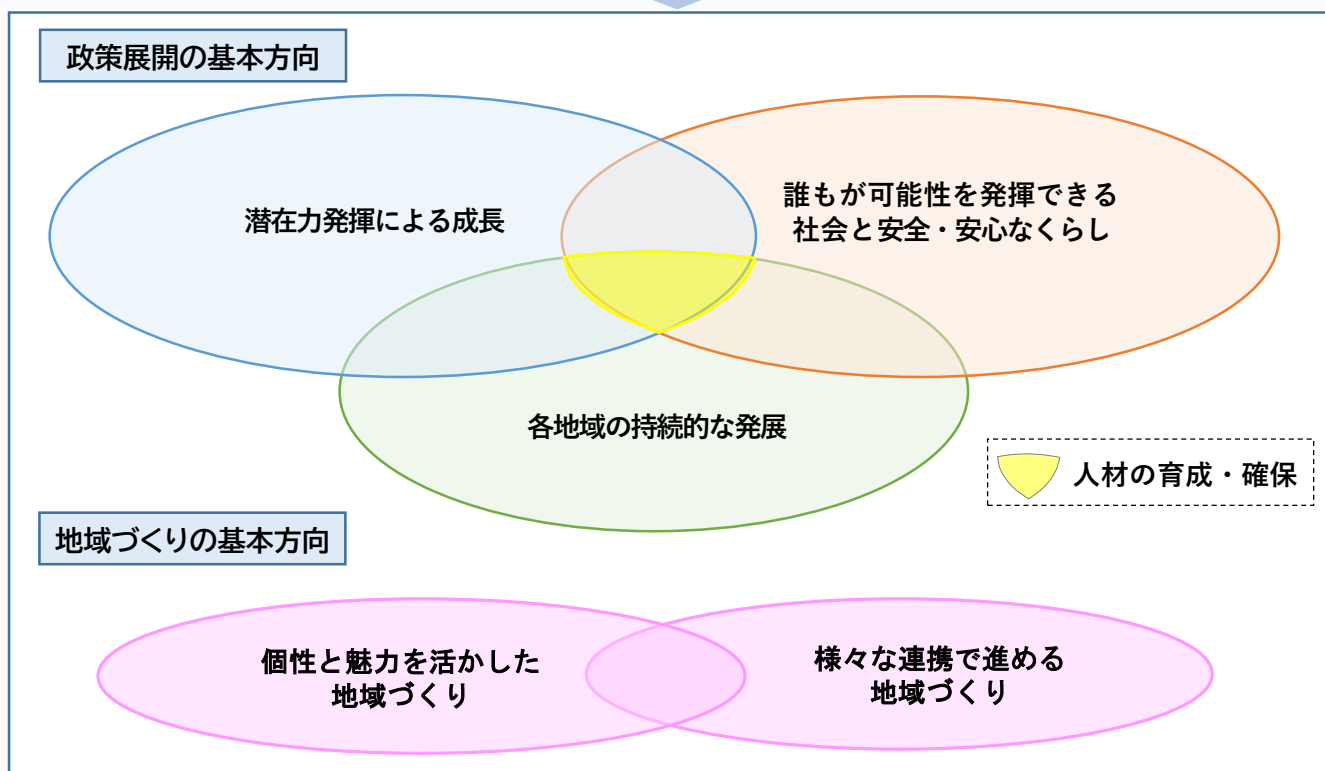 政策展開の基本方向
潜在力発揮による成長
誰もが可能性を発揮できる
社会と安全・安心なくらし
各地域の持続的な発展
人材の育成・確保
地域づくりの基本方向
個性と魅力を活かした
地域づくり
様々な連携で進める
地域づくり